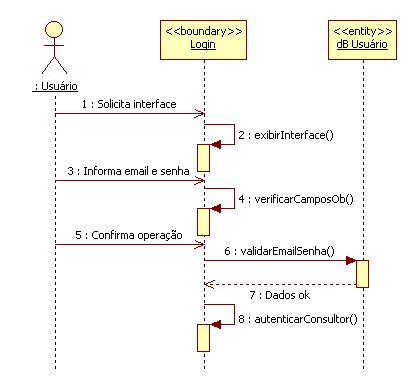 <<boundary>>
Login
<<entity>>
dB Usuário
: Usuário
1 : Solicita interface
2 : exibirInterface()
3 : Informa email e senha
4 : verificarCamposOb()
5 : Confirma operação
6 : validarEmailSenha()
7 : Dados ok
8 : autenticarConsultor()